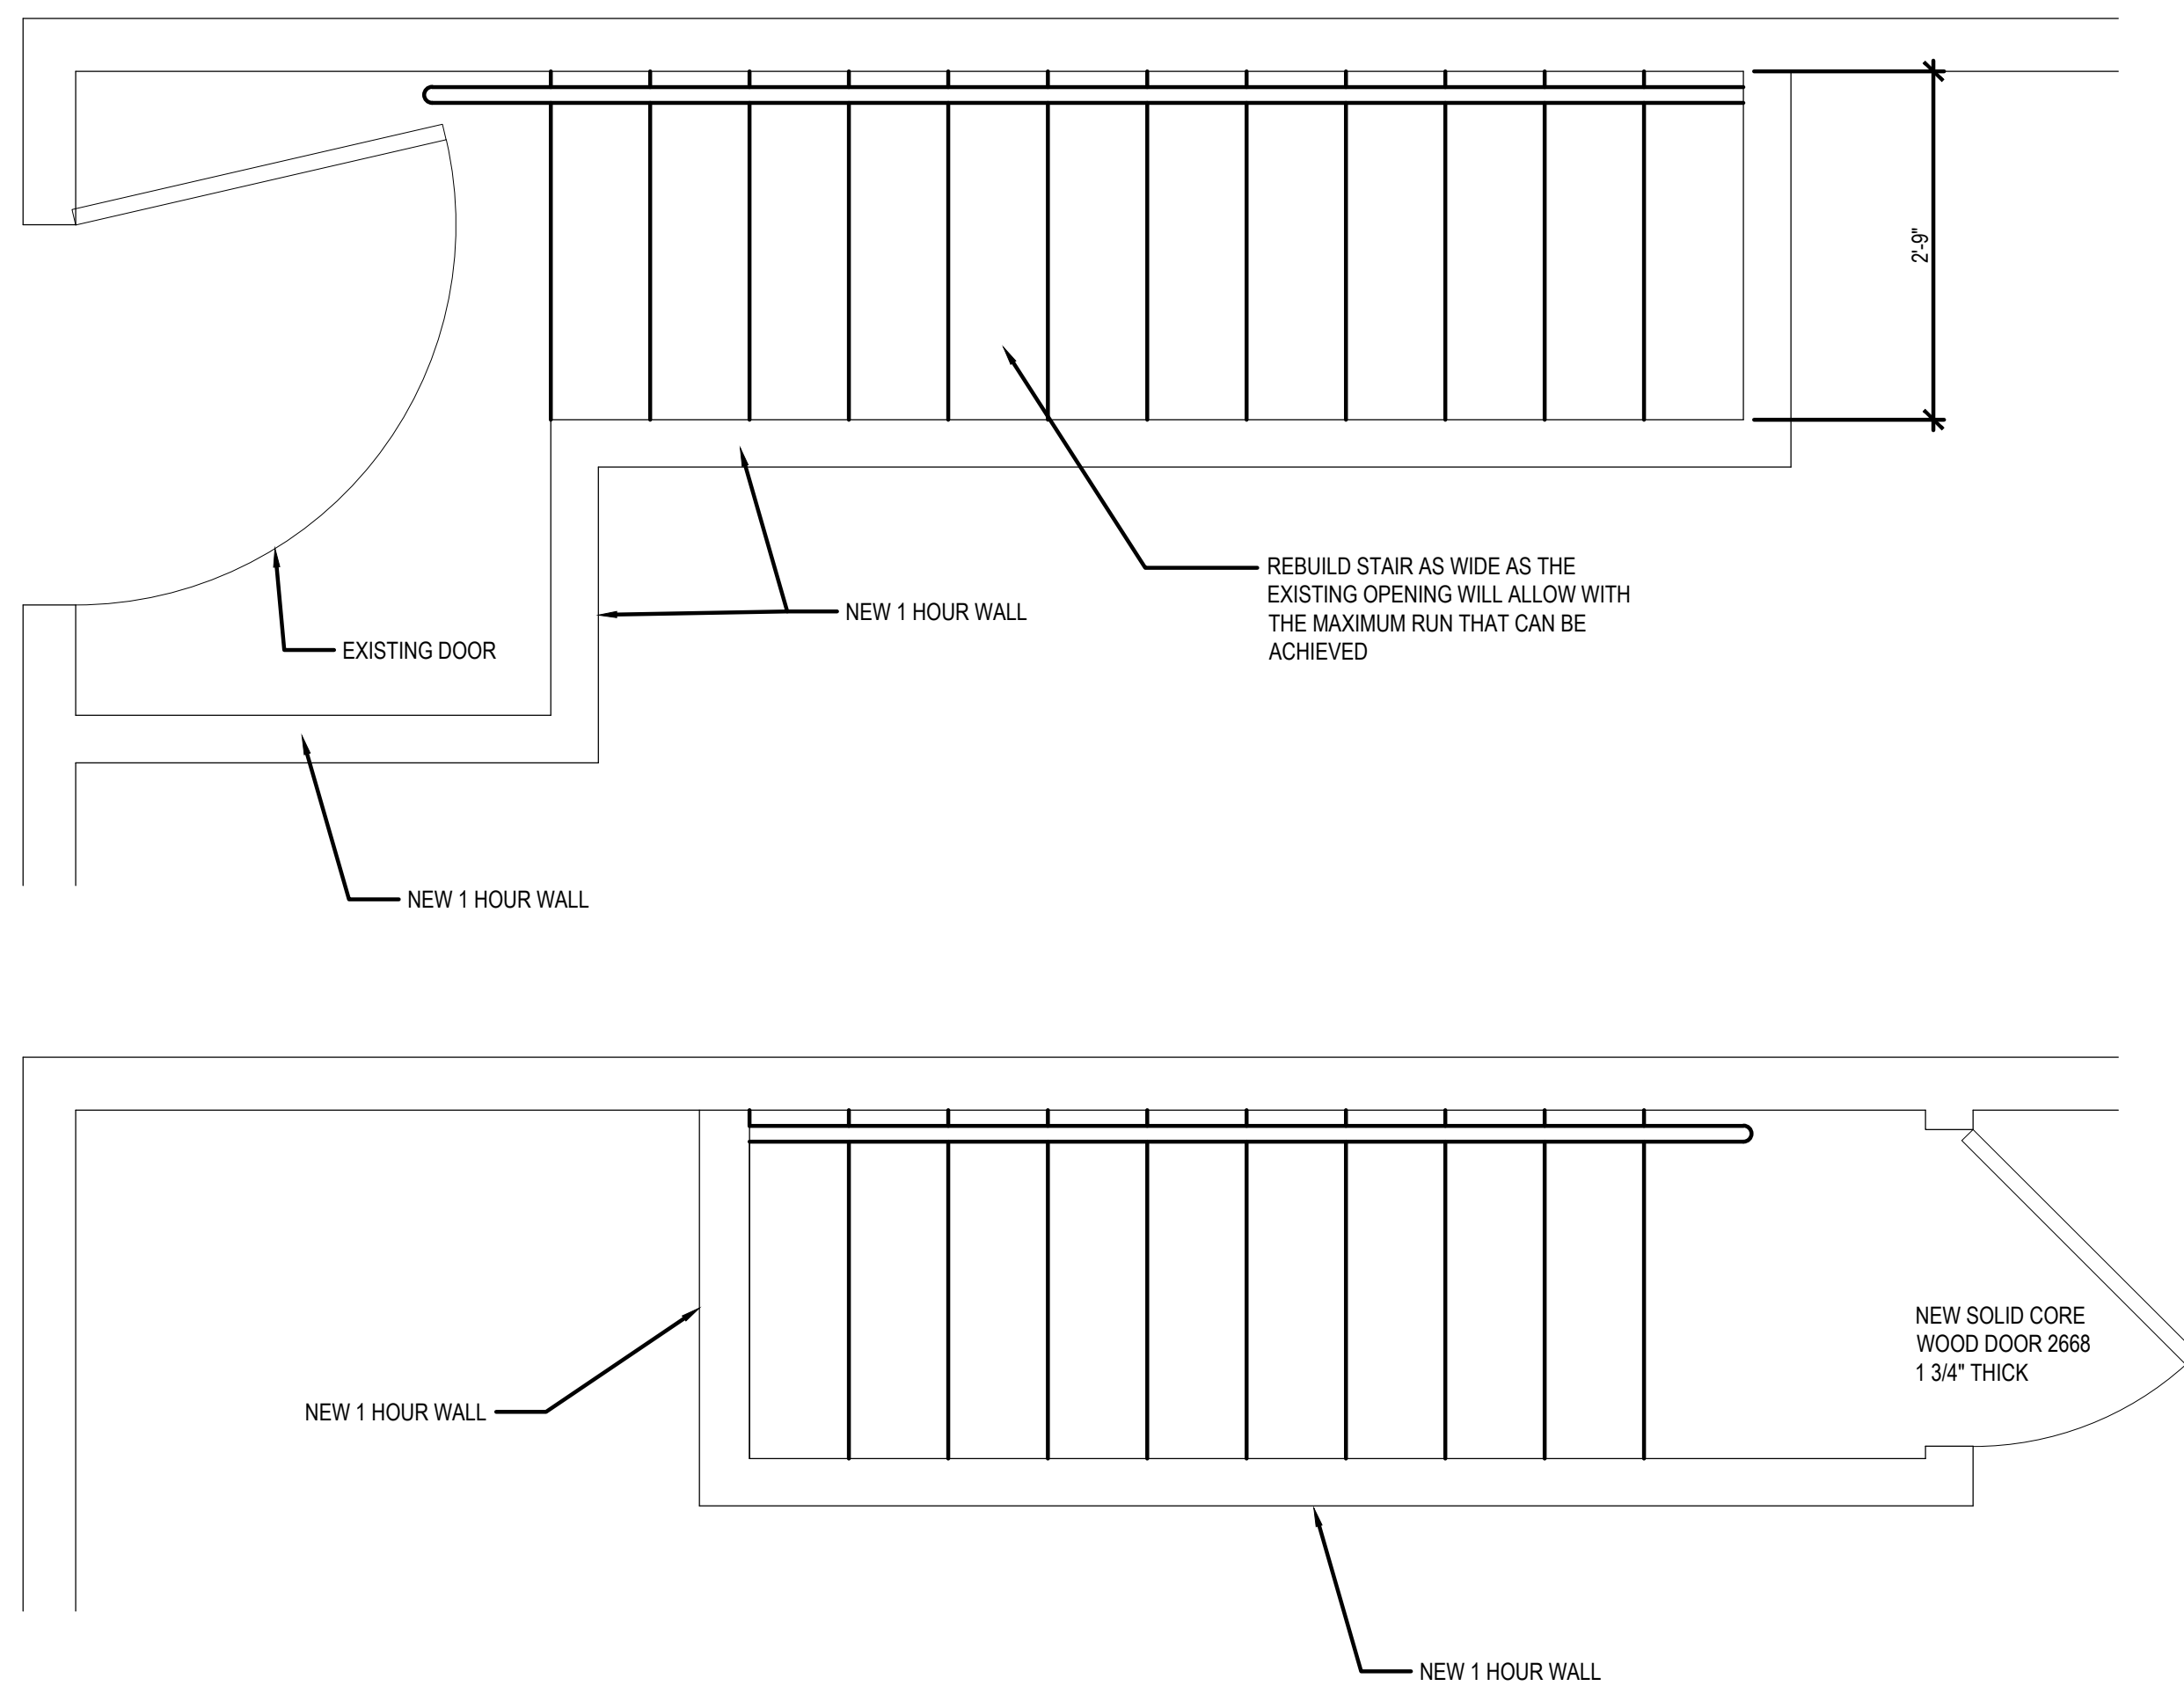 2'-9"
REBUILD STAIR AS WIDE AS THE
EXISTING OPENING WILL ALLOW WITH
THE MAXIMUM RUN THAT CAN BE
ACHIEVED
NEW 1 HOUR WALL
EXISTING DOOR
NEW 1 HOUR WALL
NEW SOLID CORE
WOOD DOOR 2668
1 3/4" THICK
NEW 1 HOUR WALL
NEW 1 HOUR WALL